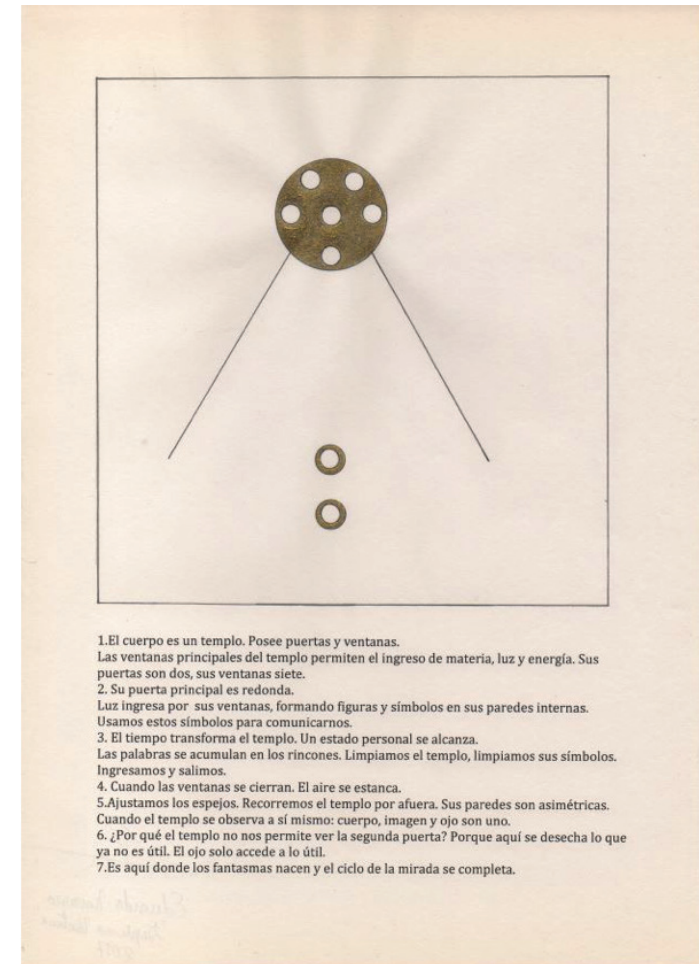 1.El cuerpo es un templo. Posee puertas y ventanas.
Las ventanas principales del templo permiten el ingreso de materia, luz y energía. Sus
puertas son dos, sus ventanas siete.
2. Su puerta principal es redonda.
Luz ingresa por sus ventanas, formando figuras y símbolos en sus paredes internas.
Usamos estos símbolos para comunicarnos.
3. El tiempo transforma el templo. Un estado personal se alcanza.
Las palabras se acumulan en los rincones. Limpiamos el templo, limpiamos sus símbolos.
Ingresamos y salimos.
4. Cuando las ventanas se cierran. El aire se estanca.
5.Ajustamos los espejos. Recorremos el templo por afuera. Sus paredes son asimétricas.
Cuando el templo se observa a sí mismo: cuerpo, imagen y ojo son uno.
6. ¿Por qué el templo no nos permite ver la segunda puerta? Porque aquí se desecha lo que
ya no es útil. El ojo solo accede a lo útil.
7.Es aquí donde los fantasmas nacen y el ciclo de la mirada se completa.